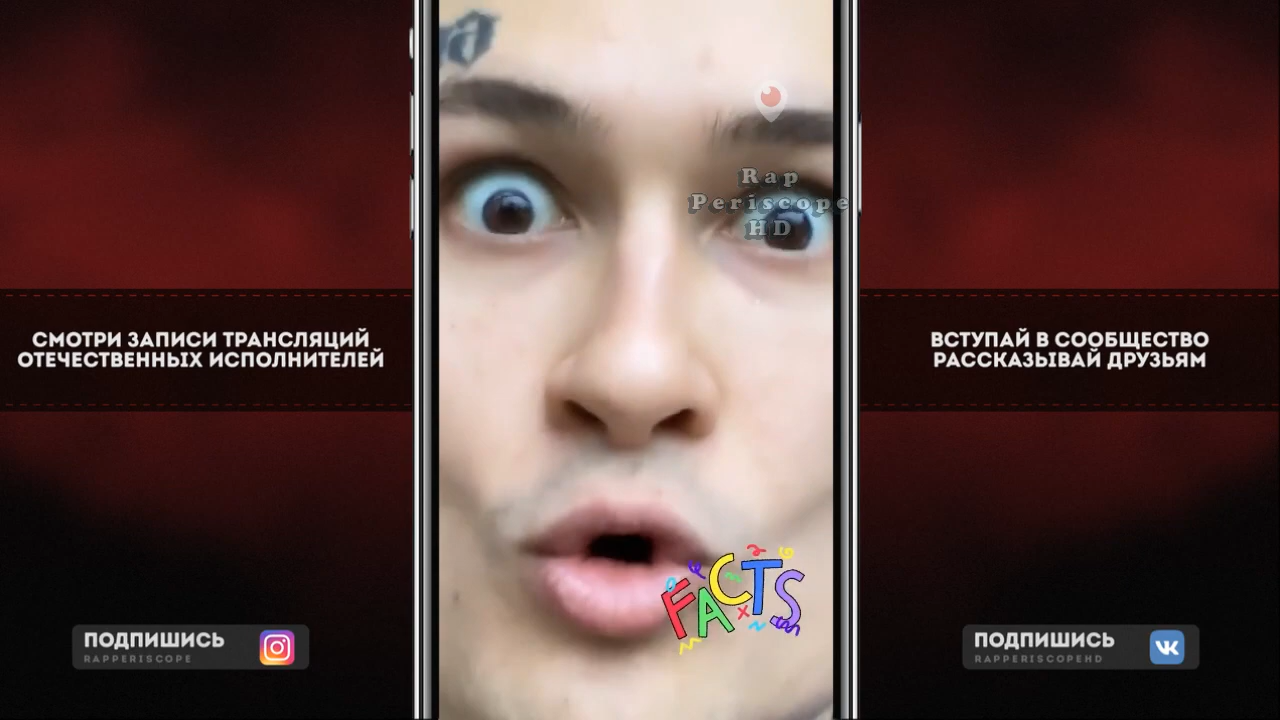 a
Rap
Periscope
HD
СМОТРИ ЗАПИСИ ТРАНСЛЯЦИЙ
ОТЕЧЕСТВЕННЫХ ИСПОЛНИТЕЛЕЙ
ВСТУПАЙ В СООБЩЕСТВО
РАССКАЗЫВАЙ ДРУЗЬЯМ
FACTS
ПОДПИШИСЬ
RAPPERISCOPE
ПОДПИШИСЬ
RAPPERISCOPEHD